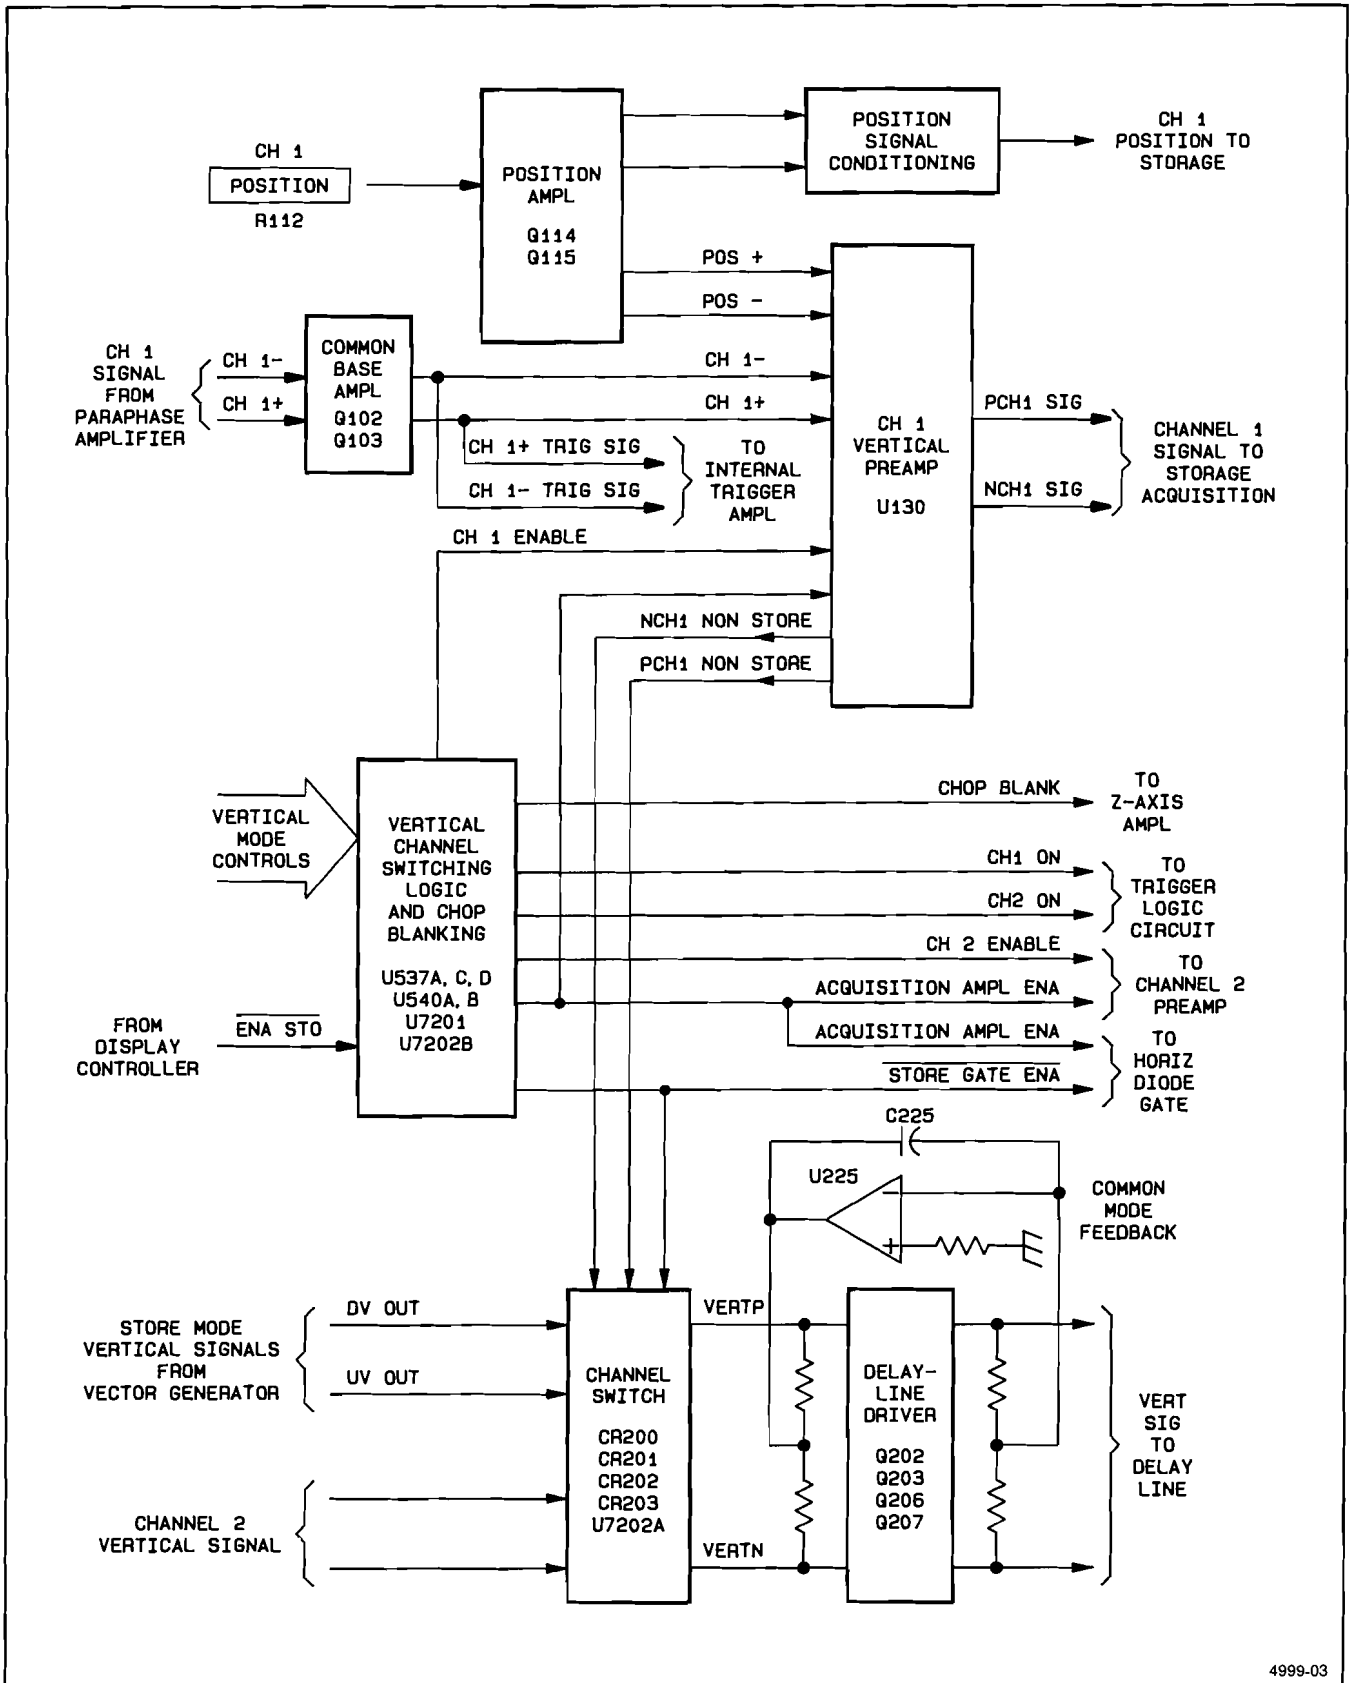 CH 1
POSITION
R112
POSITION
AMPL
Q114
Q115
POSITION
SIGNAL
CONDITIONING
CH 1
POSITION TO
STORAGE
POS +
POS -
CH 1
SIGNAL
FROM
PARAPHASE
AMPLIFIER
CH 1-
CH 1+
COMMON
BASE
AMPL
Q102
Q103
CH 1-
CH 1+
CH 1+ TRIG SIG
CH 1- TRIG SIG
TO
INTERNAL
TRIGGER
AMPL
CH 1
VERTICAL
PREAMP
U130
PCH1 SIG
NCH1 SIG
CHANNEL 1
SIGNAL TO
STORAGE
ACQUISITION
CH 1 ENABLE
NCH1 NON STORE
PCH1 NON STORE
VERTICAL
MODE
CONTROLS
FROM
DISPLAY
CONTROLLER
ENA STO
VERTICAL
CHANNEL
SWITCHING
LOGIC
AND CHOP
BLANKING
U537A, C, D
U540A, B
U7201
U7202B
CHOP BLANK
TO
Z-AXIS
AMPL
CH1 ON
CH2 ON
TO
TRIGGER
LOGIC
CIRCUIT
CH 2 ENABLE
ACQUISITION AMPL ENA
TO
CHANNEL 2
PREAMP
ACQUISITION AMPL ENA
STORE GATE ENA
TO
HORIZ
DIODE
GATE
C225
U225
-
+
COMMON
MODE
FEEDBACK
STORE MODE
VERTICAL SIGNALS
FROM
VECTOR GENERATOR
DV OUT
UV OUT
CHANNEL 2
VERTICAL SIGNAL
CHANNEL
SWITCH
CR200
CR201
CR202
CR203
U7202A
VERTP
VERTN
DELAY-
LINE
DRIVER
Q202
Q203
Q206
Q207
VERT
SIG
TO
DELAY
LINE
4999-03